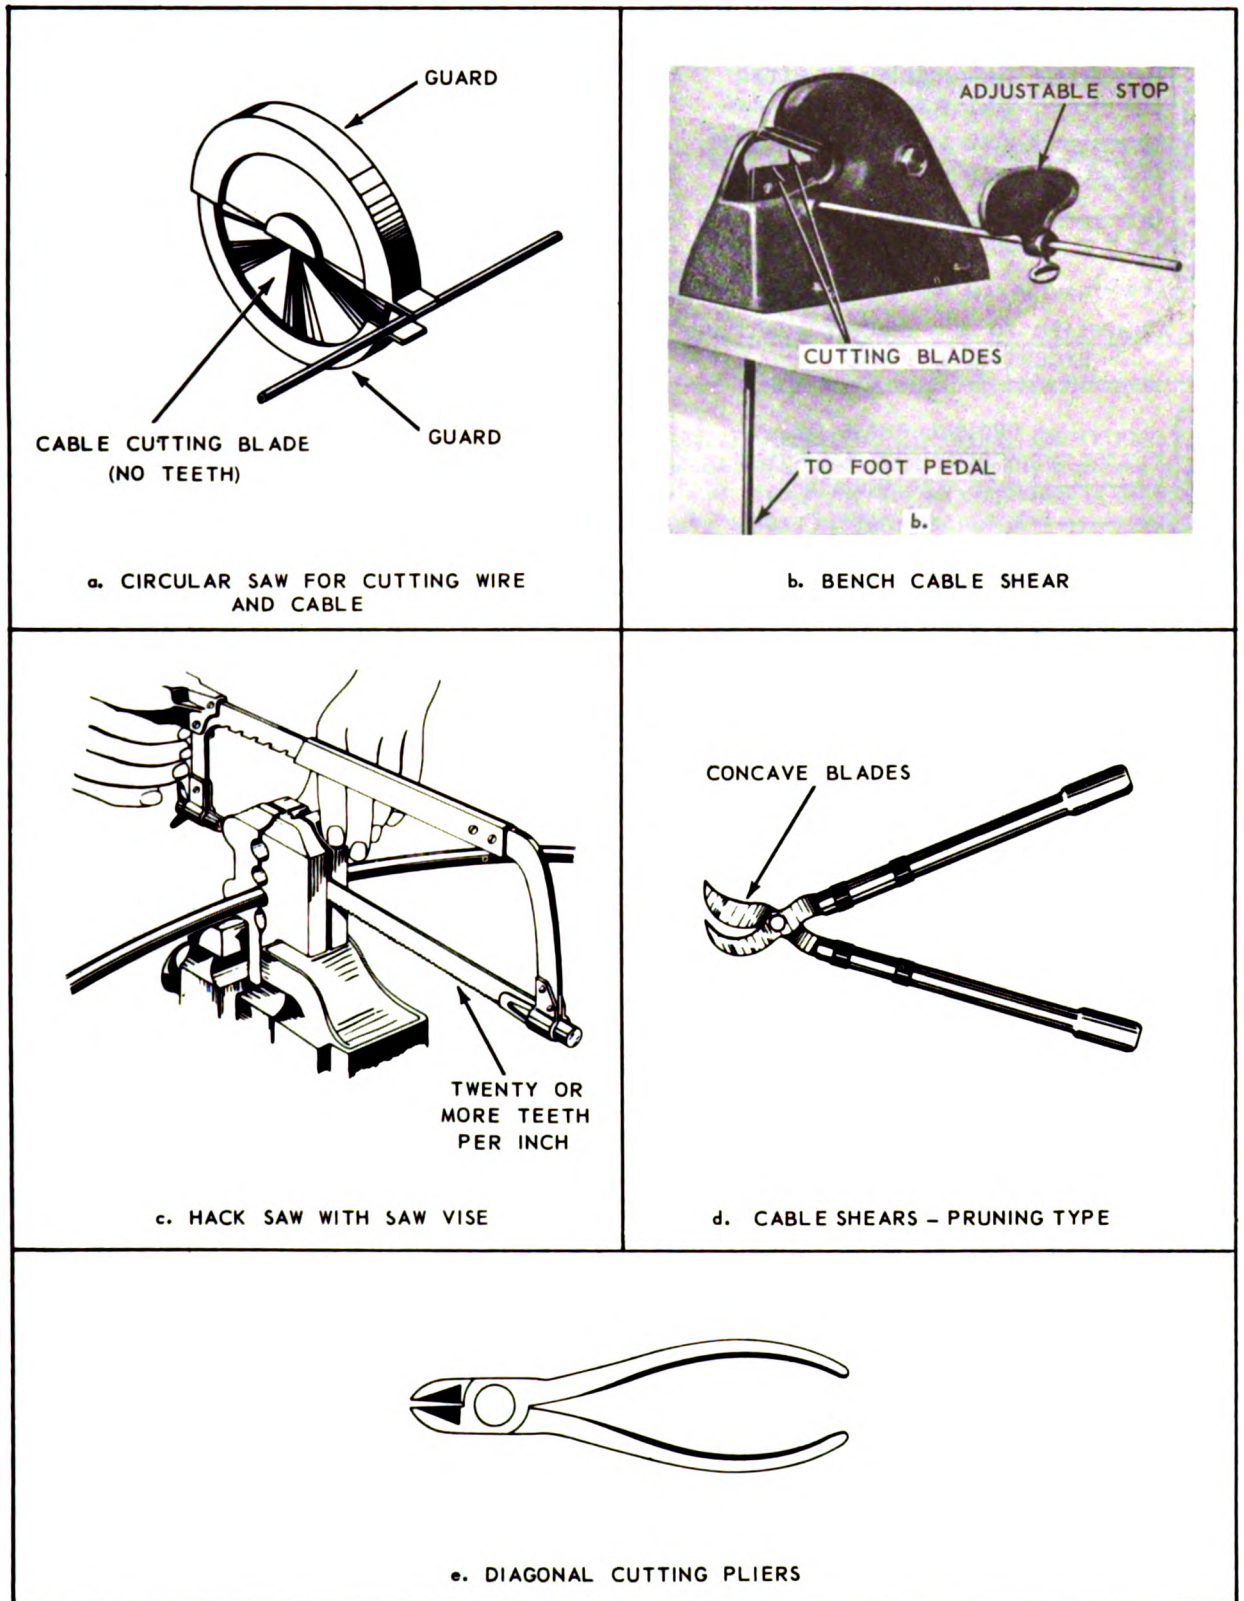 GUARD
CABLE CUTTING BLADE
(NO TEETH)
GUARD
a. CIRCULAR SAW FOR CUTTING WIRE
AND CABLE
ADJUSTABLE STOP
CUTTING BLADES
TO FOOT PEDAL
b.
b. BENCH CABLE SHEAR
TWENTY OR
MORE TEETH
PER INCH
c. HACK SAW WITH SAW VISE
CONCAVE BLADES
d. CABLE SHEARS – PRUNING TYPE
e. DIAGONAL CUTTING PLIERS